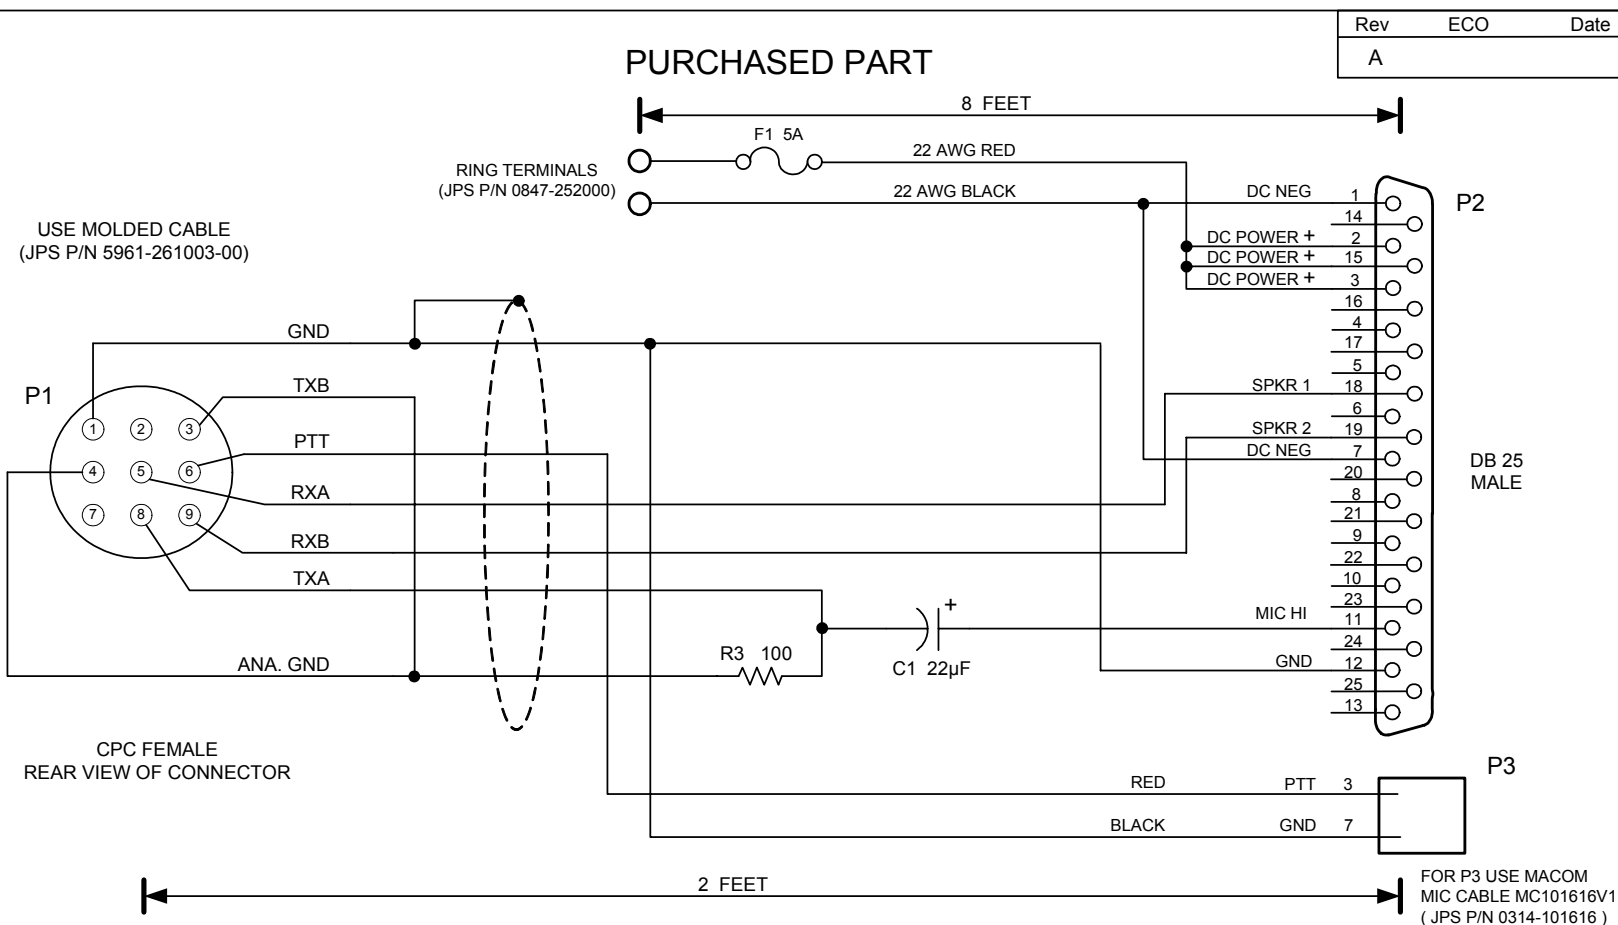 Rev ECO Date
A
PURCHASED PART
8 FEET
F1 5A
22 AWG RED
RING TERMINALS
(JPS P/N 0847-252000)
22 AWG BLACK
USE MOLDED CABLE
(JPS P/N 5961-261003-00)
DC NEG 1
P2
14
DC POWER + 2
DC POWER + 15
DC POWER + 3
16
4
17
5
SPKR 1 18
6
SPKR 2 19
DC NEG 7
20
8
21
9
22
10
23
MIC HI 11
24
GND 12
25
13
DB 25
MALE
GND
TXB
PTT
RXA
RXB
TXA
ANA. GND
P1
1 2 3
4 5 6
7 8 9
R3 100
+
C1 22µF
CPC FEMALE
REAR VIEW OF CONNECTOR
P3
RED PTT 3
BLACK GND 7
2 FEET
FOR P3 USE MACOM
MIC CABLE MC101616V1
( JPS P/N 0314-101616 )